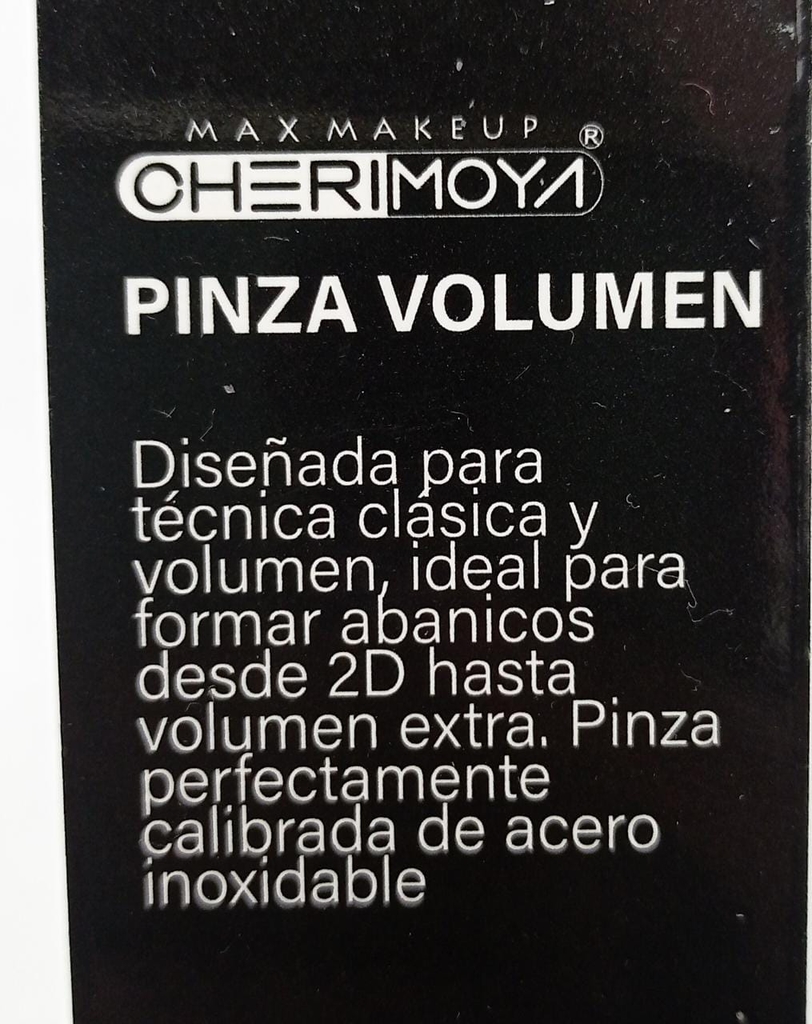 MAX MAKEUP ®
CHERIMOYA
PINZA VOLUMEN
Diseñada para
técnica clásica y
volumen, ideal para
formar abanicos
desde 2D hasta
volumen extra. Pinza
perfectamente
calibrada de acero
inoxidable